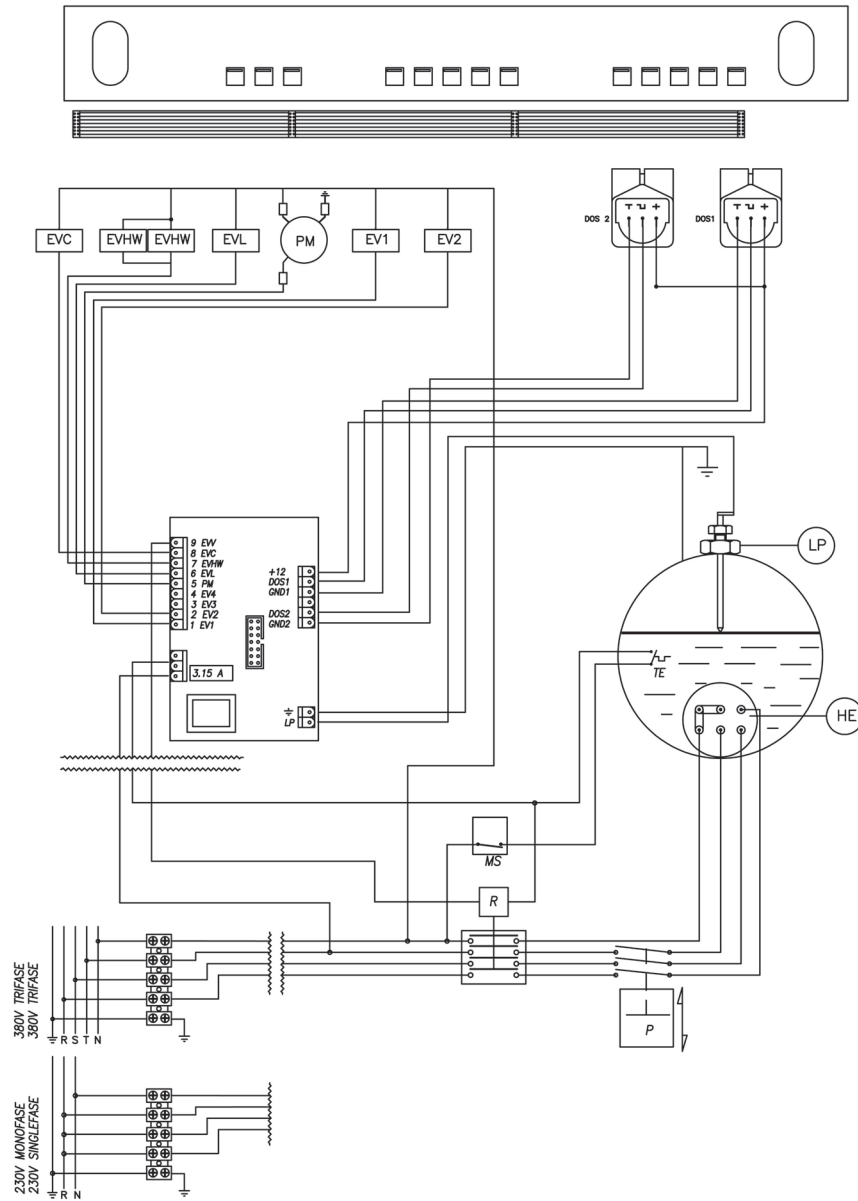 DOS 2
DOS1
EVC
EVHW
EVHW
EVL
PM
EV1
EV2
LP
9 EVV
8 EVC
7 EVHW
6 EVL
5 PM
4 EV4
3 EV3
2 EV2
1 EV1
+12
DOS1
GND1
DOS2
GND2
3.15 A
LP
TE
HE
MS
R
P
380V TRIFASE
380V TRIFASE
R S T N
230V MONOFASE
230V SINGLEFASE
R N